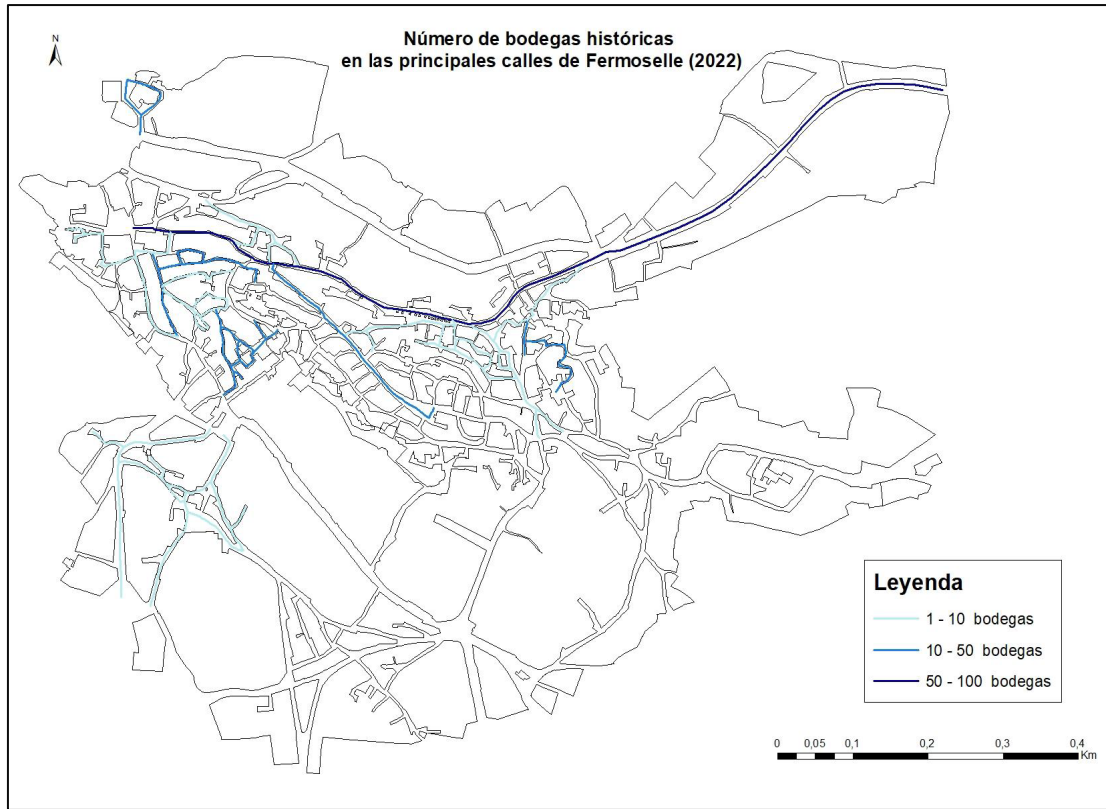 Número de bodegas históricas
en las principales calles de Fermoselle (2022)
N
Leyenda
1 - 10 bodegas
10 - 50 bodegas
50 - 100 bodegas
0 0,05 0,1 0,2 0,3 0,4
Km